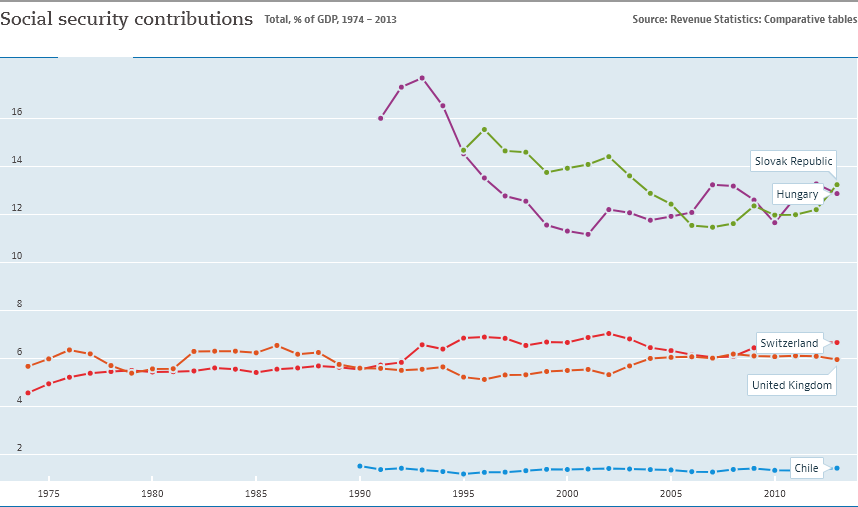 Social security contributions Total, % of GDP, 1974 – 2013 Source: Revenue Statistics: Comparative tables
16
Slovak Republic
14
Hungary
12
10
8
Switzerland
6
United Kingdom
4
2
Chile
1975 1980 1985 1990 1995 2000 2005 2010